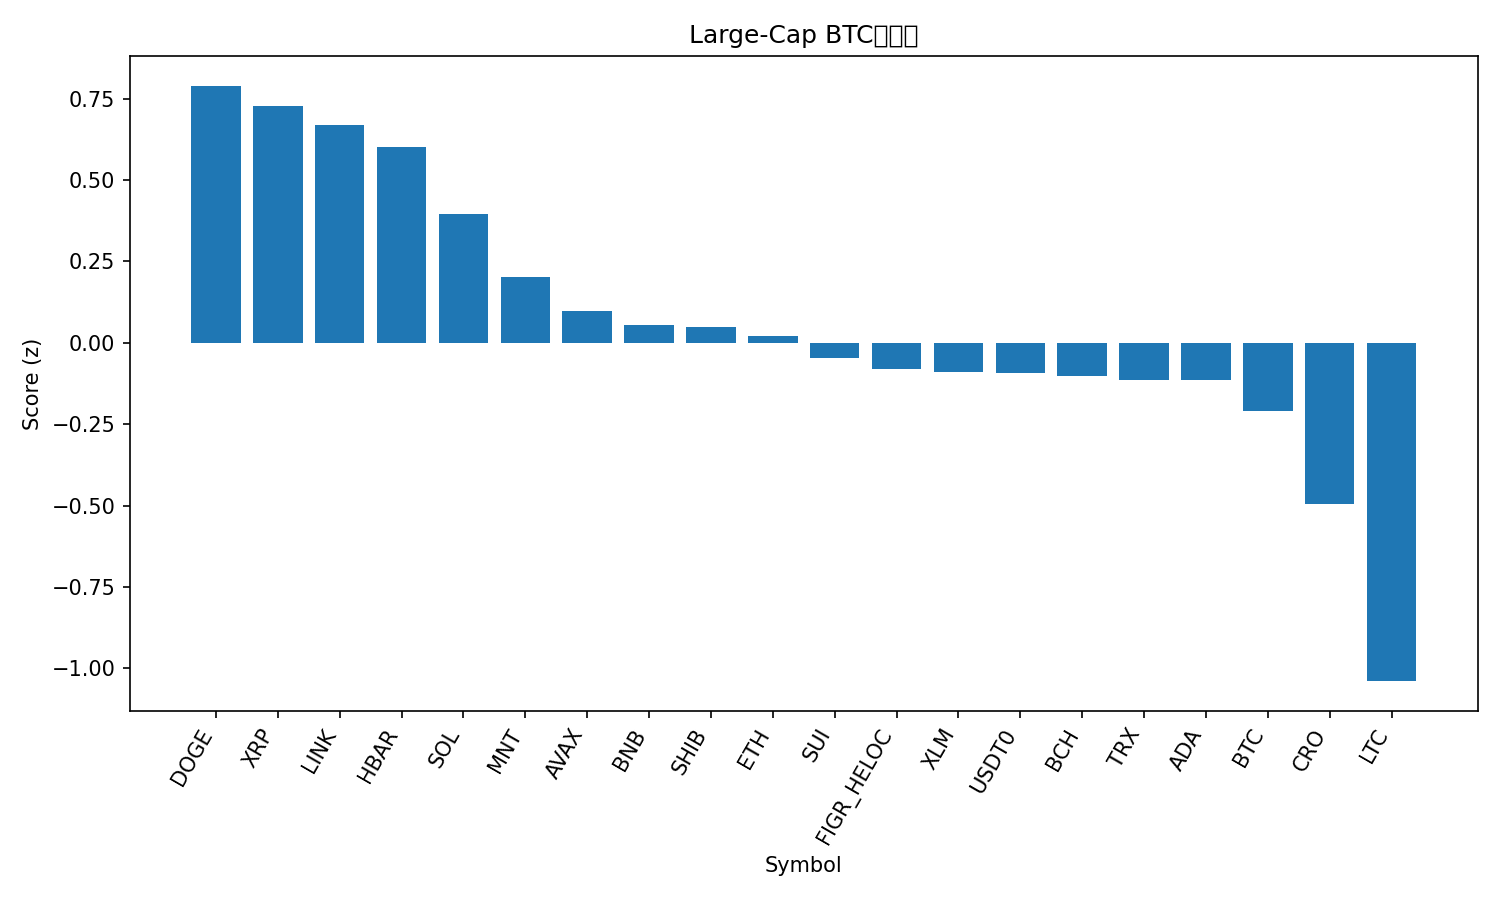 Large-Cap BTC
0.75
0.50
0.25
0.00
−0.25
−0.50
−0.75
−1.00
Score (z)
DOGE
XRP
LINK
HBAR
SOL
MNT
AVAX
BNB
SHIB
ETH
SUI
FIGR_HELOC
XLM
USDT0
BCH
TRX
ADA
BTC
CRO
LTC
Symbol